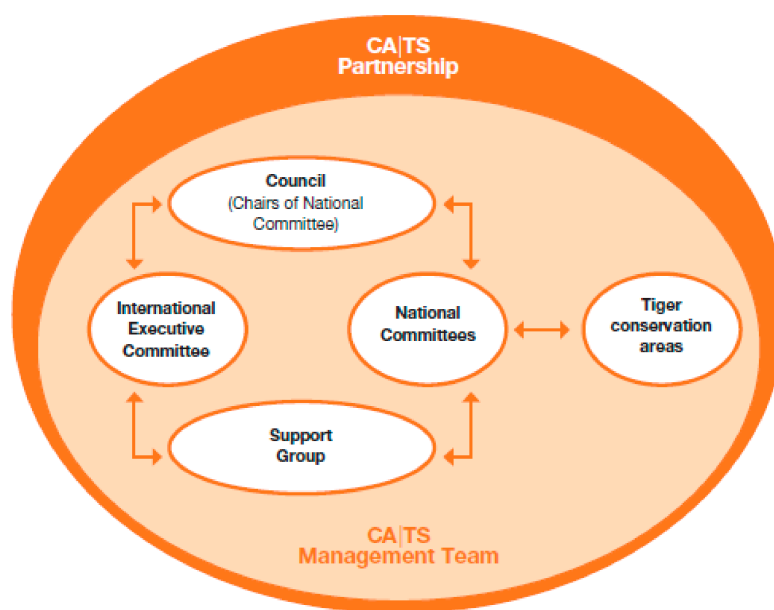 CA|TS
Partnership
Council
(Chairs of National
Committee)
International
Executive
Committee
National
Committees
Tiger
conservation
areas
Support
Group
CA|TS
Management Team